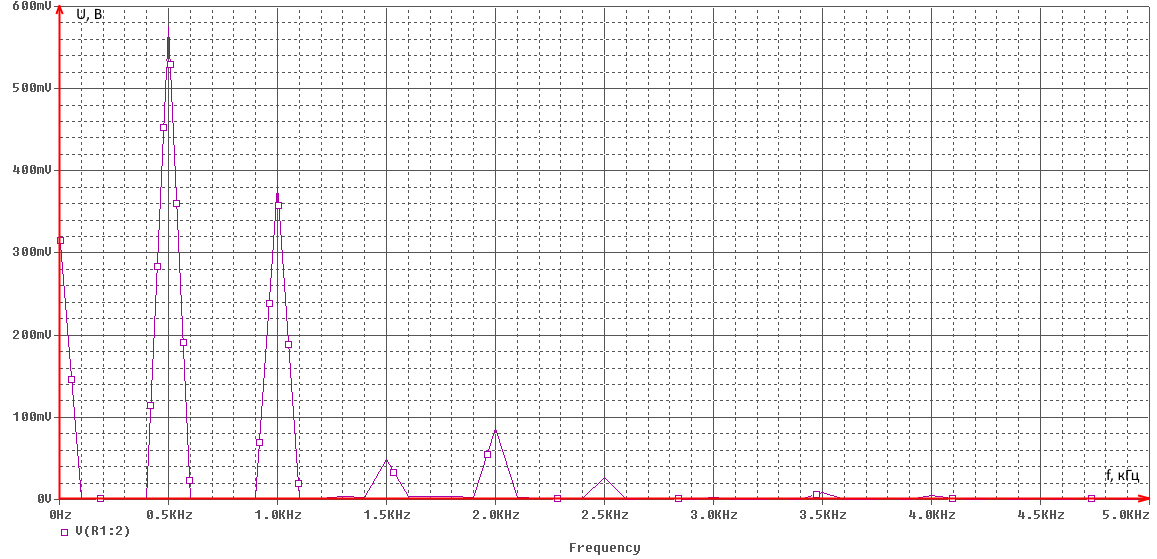 600mV
U, В
500mV
400mV
300mV
200mV
100mV
0V
f, кГц
0Hz 0.5KHz 1.0KHz 1.5KHz 2.0KHz 2.5KHz 3.0KHz 3.5KHz 4.0KHz 4.5KHz 5.0KHz
V(R1:2)
Frequency